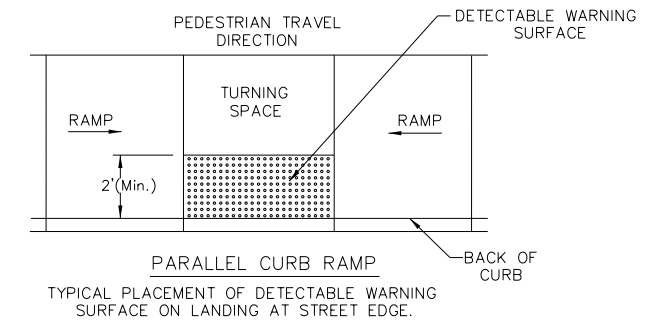 PEDESTRIAN TRAVEL
DIRECTION
DETECTABLE WARNING
SURFACE
TURNING
SPACE
RAMP
RAMP
2'(Min.)
BACK OF
CURB
PARALLEL CURB RAMP
TYPICAL PLACEMENT OF DETECTABLE WARNING
SURFACE ON LANDING AT STREET EDGE.